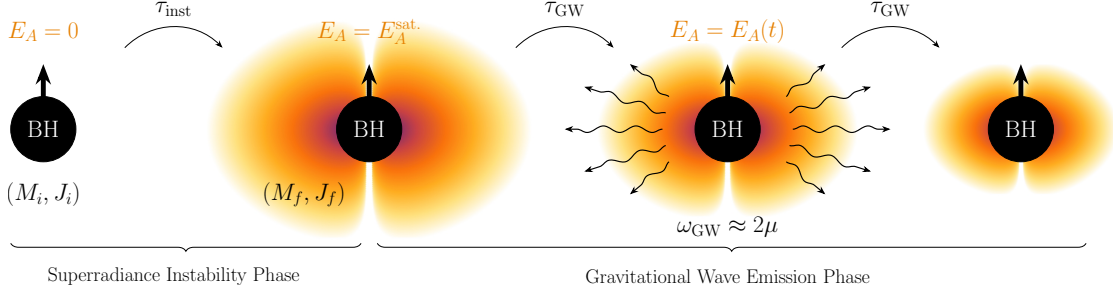 τ_inst
τ_GW
τ_GW
E_A = 0
E_A = E_A^sat.
E_A = E_A(t)
BH
BH
BH
BH
(M_i, J_i)
(M_f, J_f)
ω_GW ≈ 2μ
Superradiance Instability Phase
Gravitational Wave Emission Phase